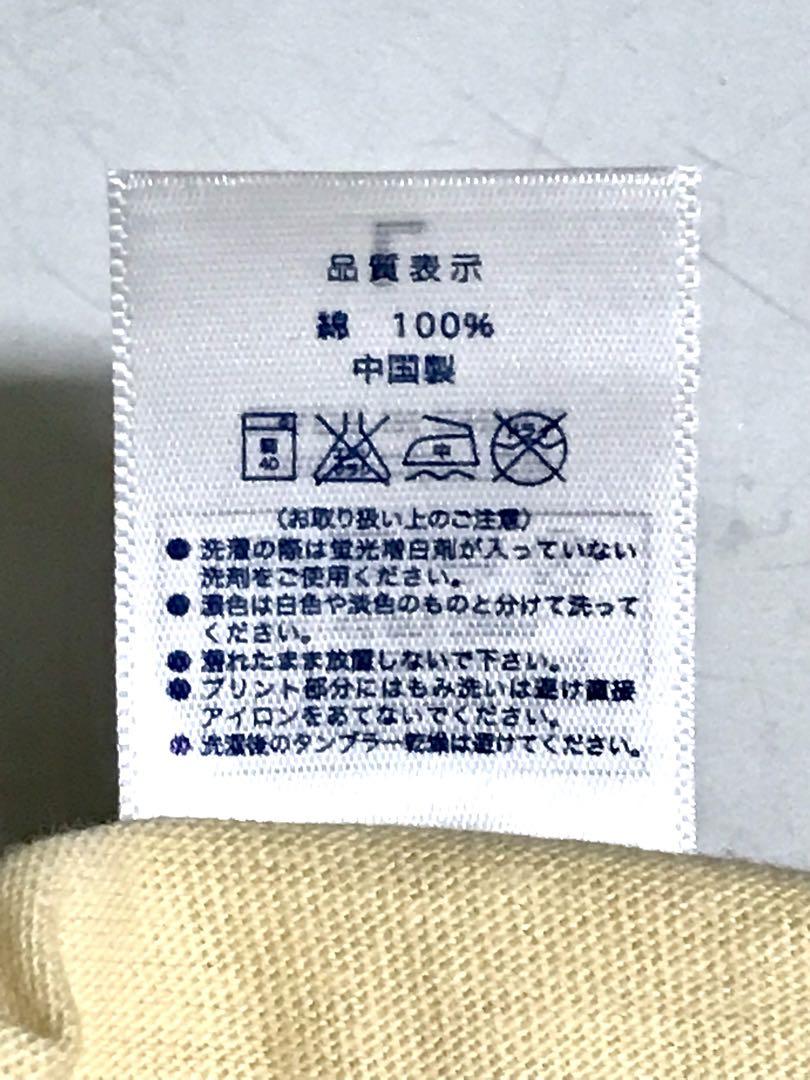 品質表示
綿 100%
中国製
40
中
〈お取り扱い上のご注意〉
● 洗濯の際は蛍光増白剤が入っていない
洗剤をご使用ください。
● 濃色は白色や淡色のものと分けて洗って
ください。
● 濡れたまま放置しないで下さい。
● プリント部分にはもみ洗いは避け直接
アイロンをあてないでください。
● 洗濯後のタンブラー乾燥は避けてください。